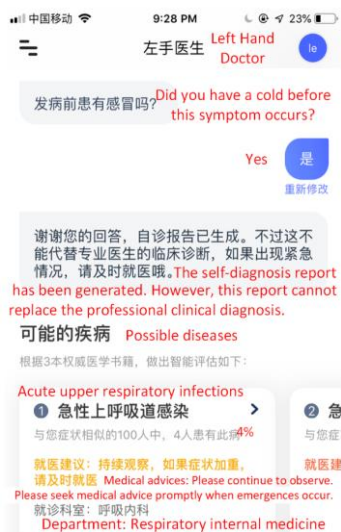 中国移动 9:28 PM 23%
左手医生 Left Hand
Doctor
le
发病前患有感冒吗? Did you have a cold before
this symptom occurs?
Yes 是
重新修改
谢谢您的回答，自诊报告已生成。不过这不
能代替专业医生的临床诊断，如果出现紧急
情况，请及时就医哦。The self-diagnosis report
has been generated. However, this report cannot
replace the professional clinical diagnosis.
可能的疾病 Possible diseases
根据3本权威医学书籍，做出智能评估如下:
Acute upper respiratory infections
1 急性上呼吸道感染 > 2 急
与您症状相似的100人中，4人患有此病 4% 与您症
就医建议: 持续观察，如果症状加重， 就医建
请及时就医 Medical advices: Please continue to observe.
Please seek medical advice promptly when emergences occur.
就诊科室: 呼吸内科
Department: Respiratory internal medicine